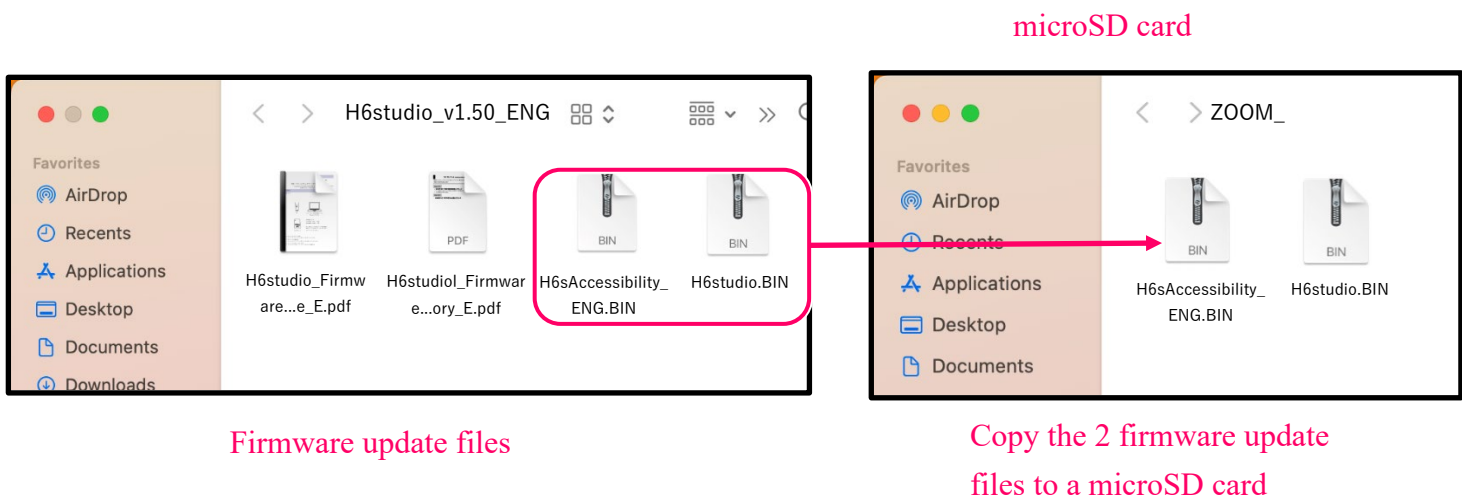 microSD card
H6studio_v1.50_ENG
Favorites
AirDrop
Recents
Applications
Desktop
Documents
Downloads
PDF
BIN
BIN
H6studio_Firmw
are...e_E.pdf
H6studiol_Firmwar
e...ory_E.pdf
H6sAccessibility_
ENG.BIN
H6studio.BIN
ZOOM_
Favorites
AirDrop
Recents
Applications
Desktop
Documents
BIN
BIN
H6sAccessibility_
ENG.BIN
H6studio.BIN
Firmware update files
Copy the 2 firmware update
files to a microSD card